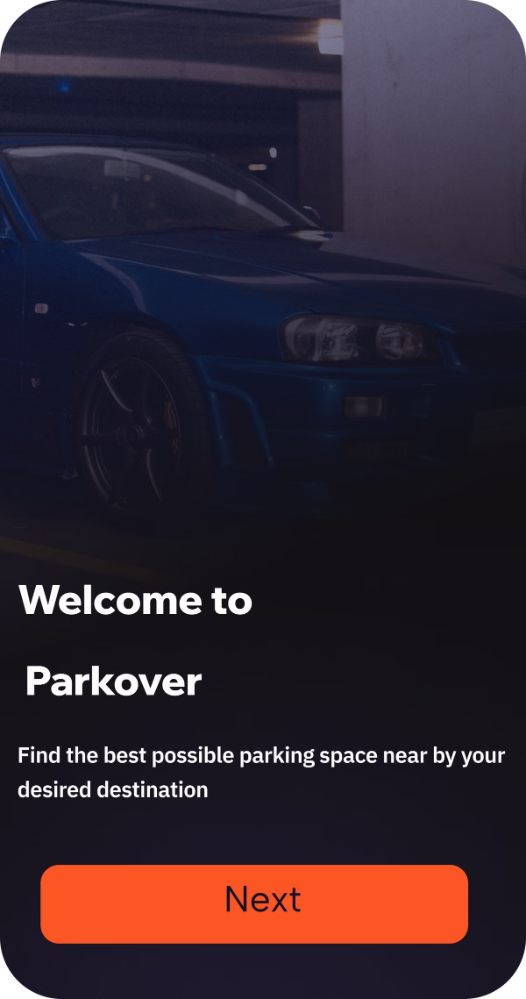 Welcome to
Parkover
Find the best possible parking space near by your
desired destination
Next